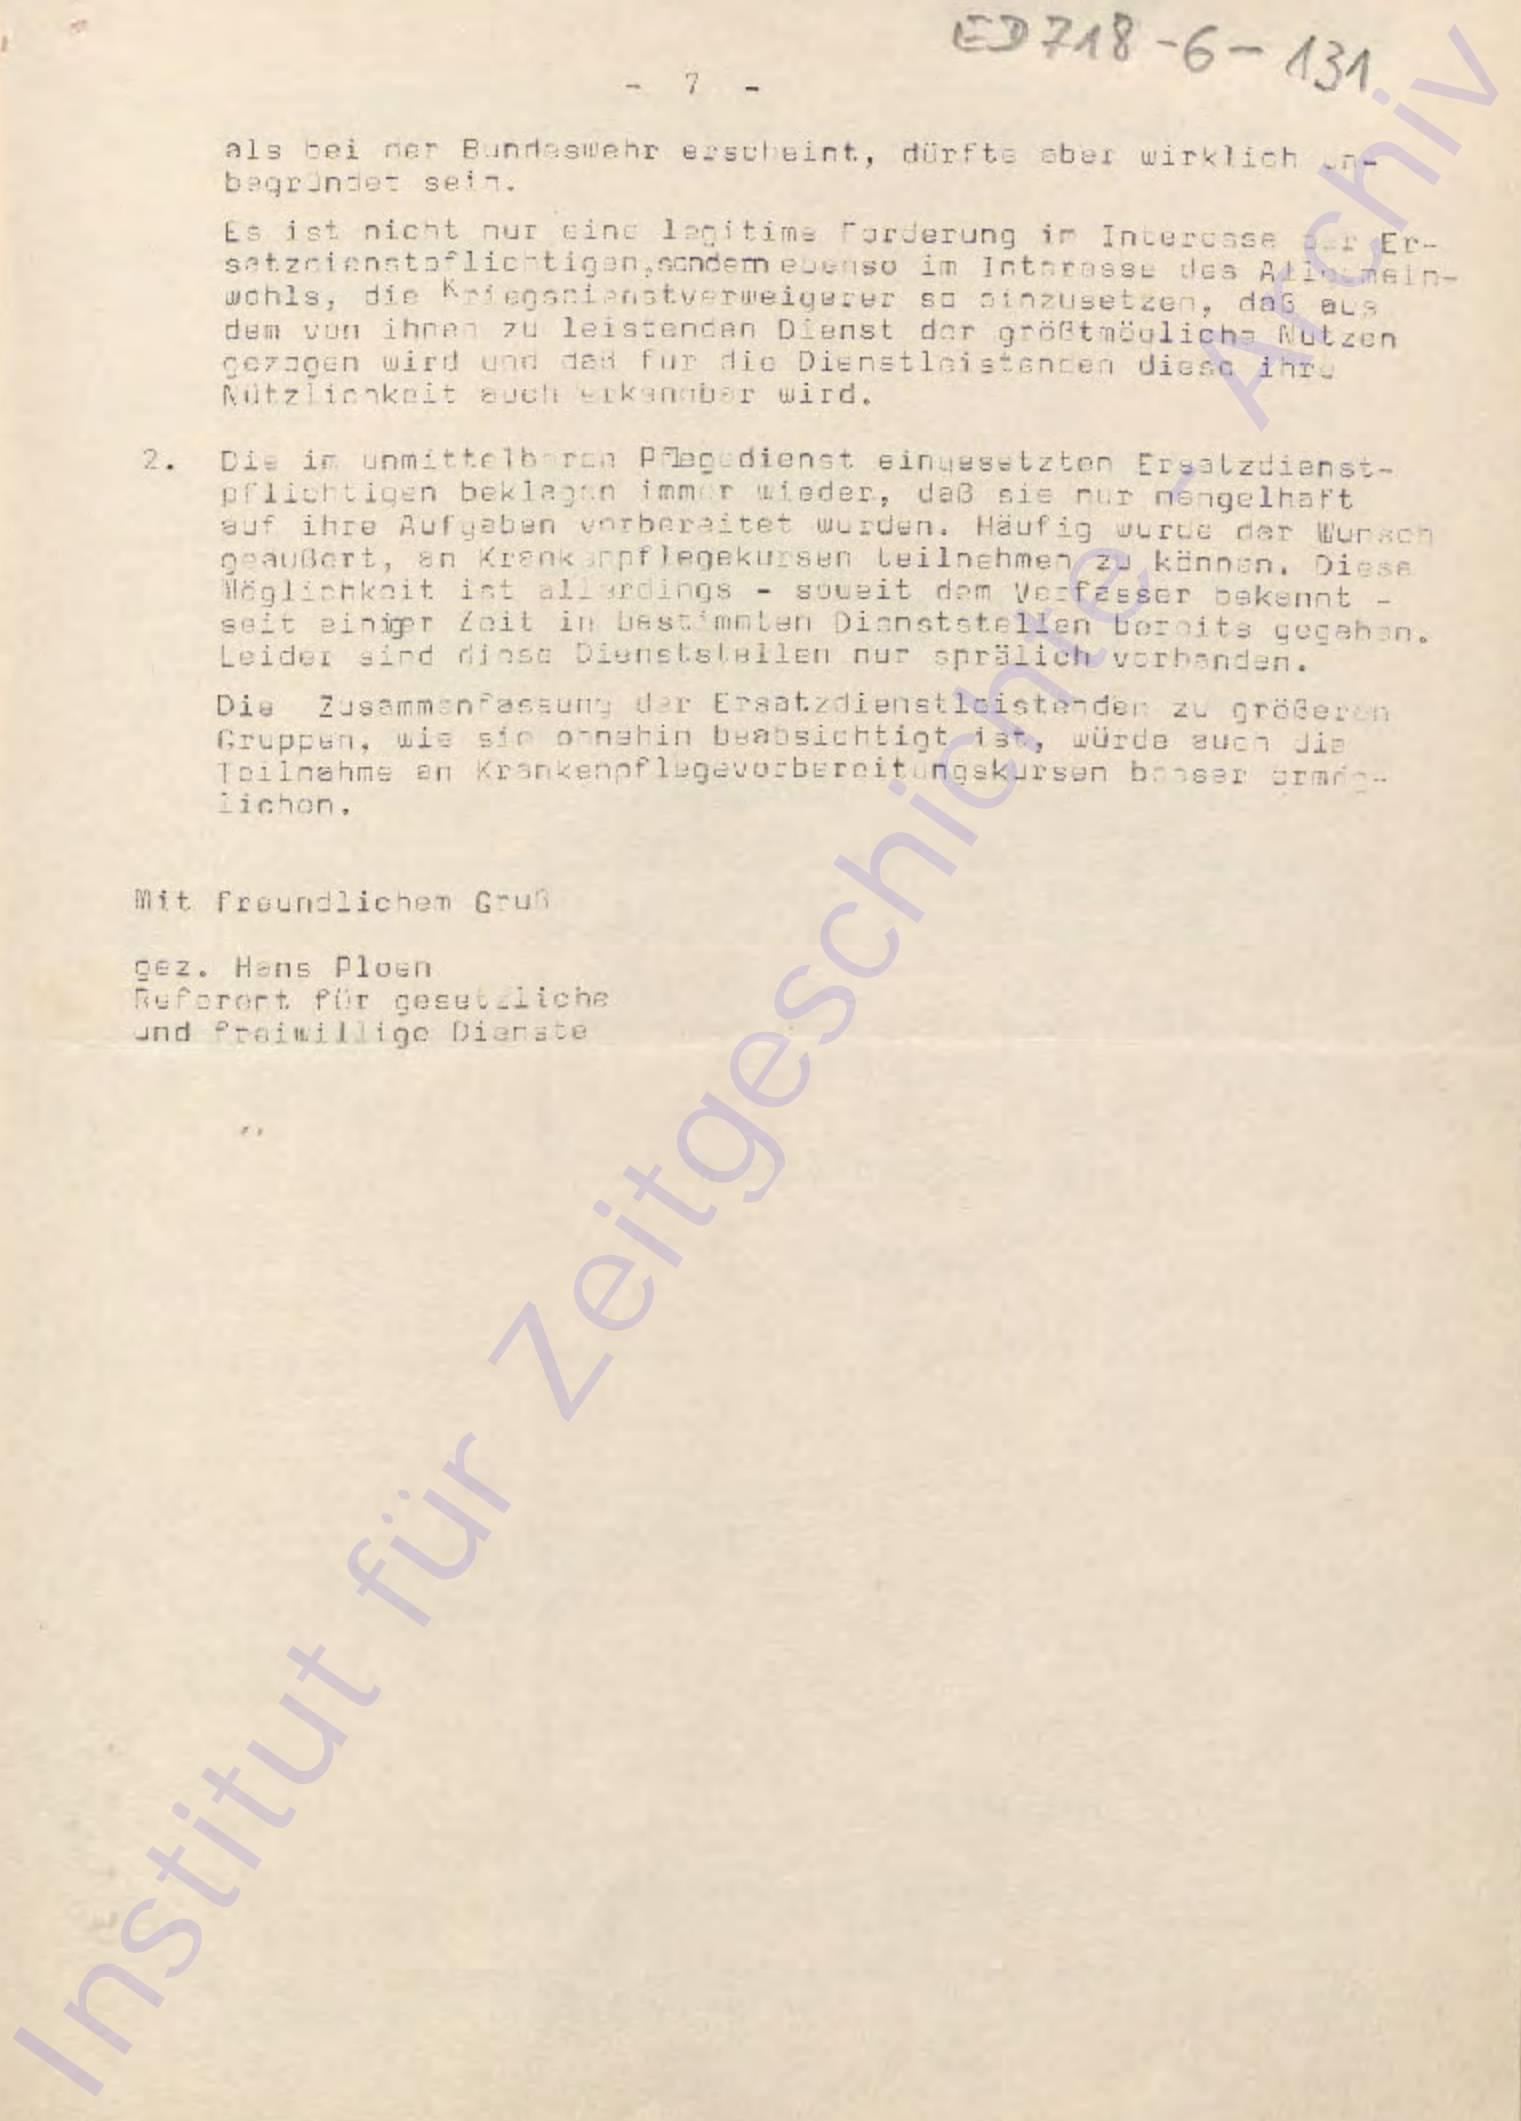 ED 718-6-131
- 7 -
als bei der Bundeswehr erscheint, dürfte aber wirklich un-
begründet sein.
Es ist nicht nur eine legitime Forderung im Interesse der Er-
satzdienstpflichtigen,sondern ebenso im Interesse des Allgemein-
wohls, die Kriegsdienstverweigerer so einzusetzen, daß aus
dem von ihnen zu leistenden Dienst der größtmögliche Nutzen
gezogen wird und daß für die Dienstleistenden diese ihre
Nützlichkeit auch erkennbar wird.
2. Die im unmittelbaren Pflegedienst eingesetzten Ersatzdienst-
pflichtigen beklagen immer wieder, daß sie nur mangelhaft
auf ihre Aufgaben vorbereitet wurden. Häufig wurde der Wunsch
geäußert, an Krankenpflegekursen teilnehmen zu können. Diese
Möglichkeit ist allerdings - soweit dem Verfasser bekannt -
seit einiger Zeit in bestimmten Dienststellen bereits gegeben.
Leider sind diese Dienststellen nur sprälich vorhanden.
Die Zusammenfassung der Ersatzdienstleistenden zu größeren
Gruppen, wie sie ohnehin beabsichtigt ist, würde auch die
Teilnahme an Krankenpflegevorbereitungskursen besser ermög-
lichen.
Mit freundlichem Gruß
gez. Hans Ploen
Referent für gesetzliche
und freiwillige Dienste
Institut für Zeitgeschichte - Archiv